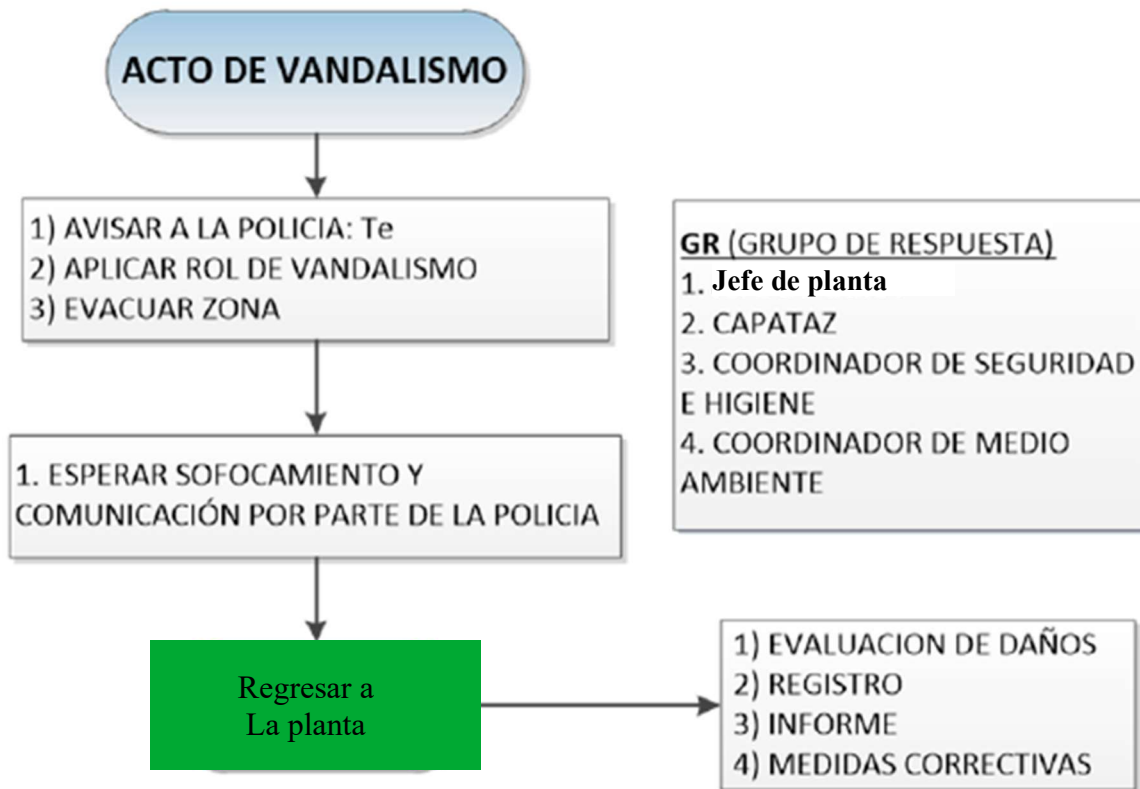 ACTO DE VANDALISMO
1) AVISAR A LA POLICIA: Te
2) APLICAR ROL DE VANDALISMO
3) EVACUAR ZONA
GR (GRUPO DE RESPUESTA)
1. Jefe de planta
2. CAPATAZ
3. COORDINADOR DE SEGURIDAD
E HIGIENE
4. COORDINADOR DE MEDIO
AMBIENTE
1. ESPERAR SOFOCAMIENTO Y
COMUNICACIÓN POR PARTE DE LA POLICIA
Regresar a
La planta
1) EVALUACION DE DAÑOS
2) REGISTRO
3) INFORME
4) MEDIDAS CORRECTIVAS